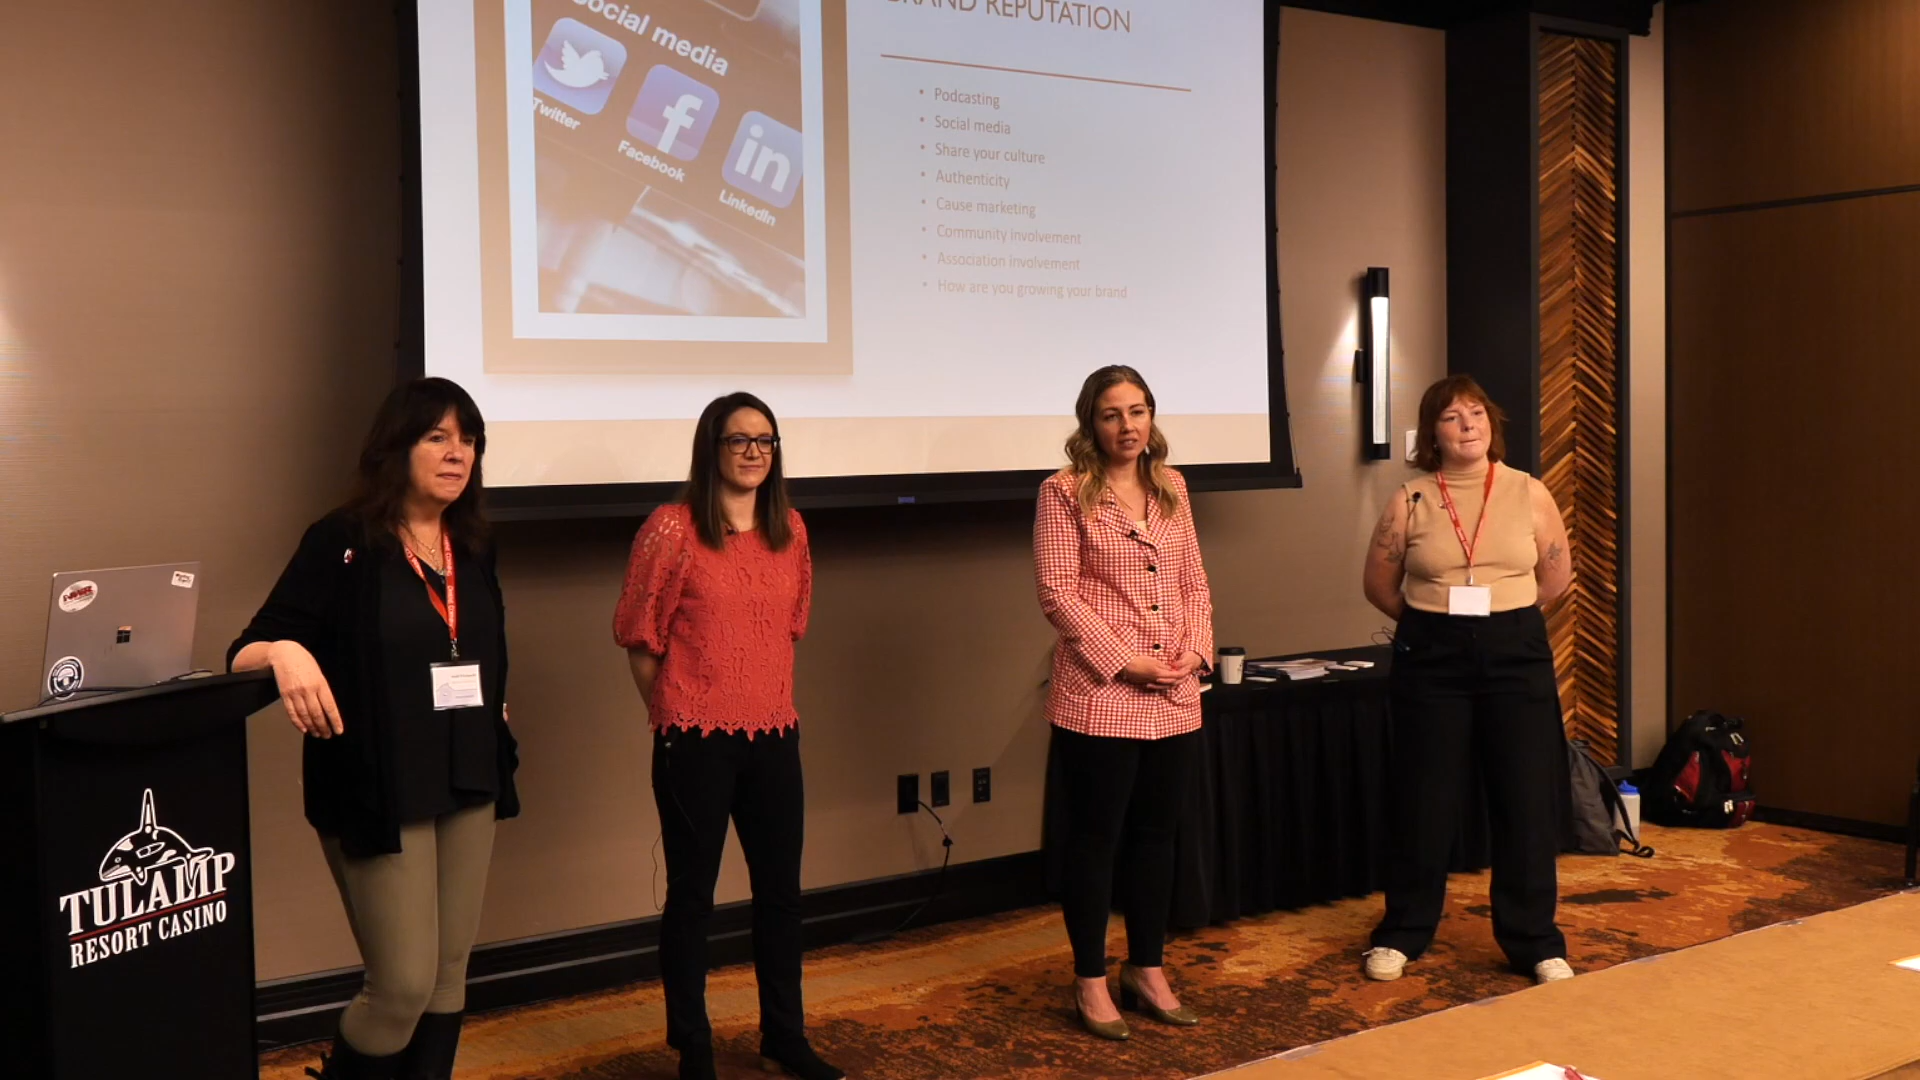 Social media
Twitter
Facebook
LinkedIn
BRAND REPUTATION
• Podcasting
• Social media
• Share your culture
• Authenticity
• Cause marketing
• Community involvement
• Association involvement
• How are you growing your brand
TULALIP
RESORT CASINO